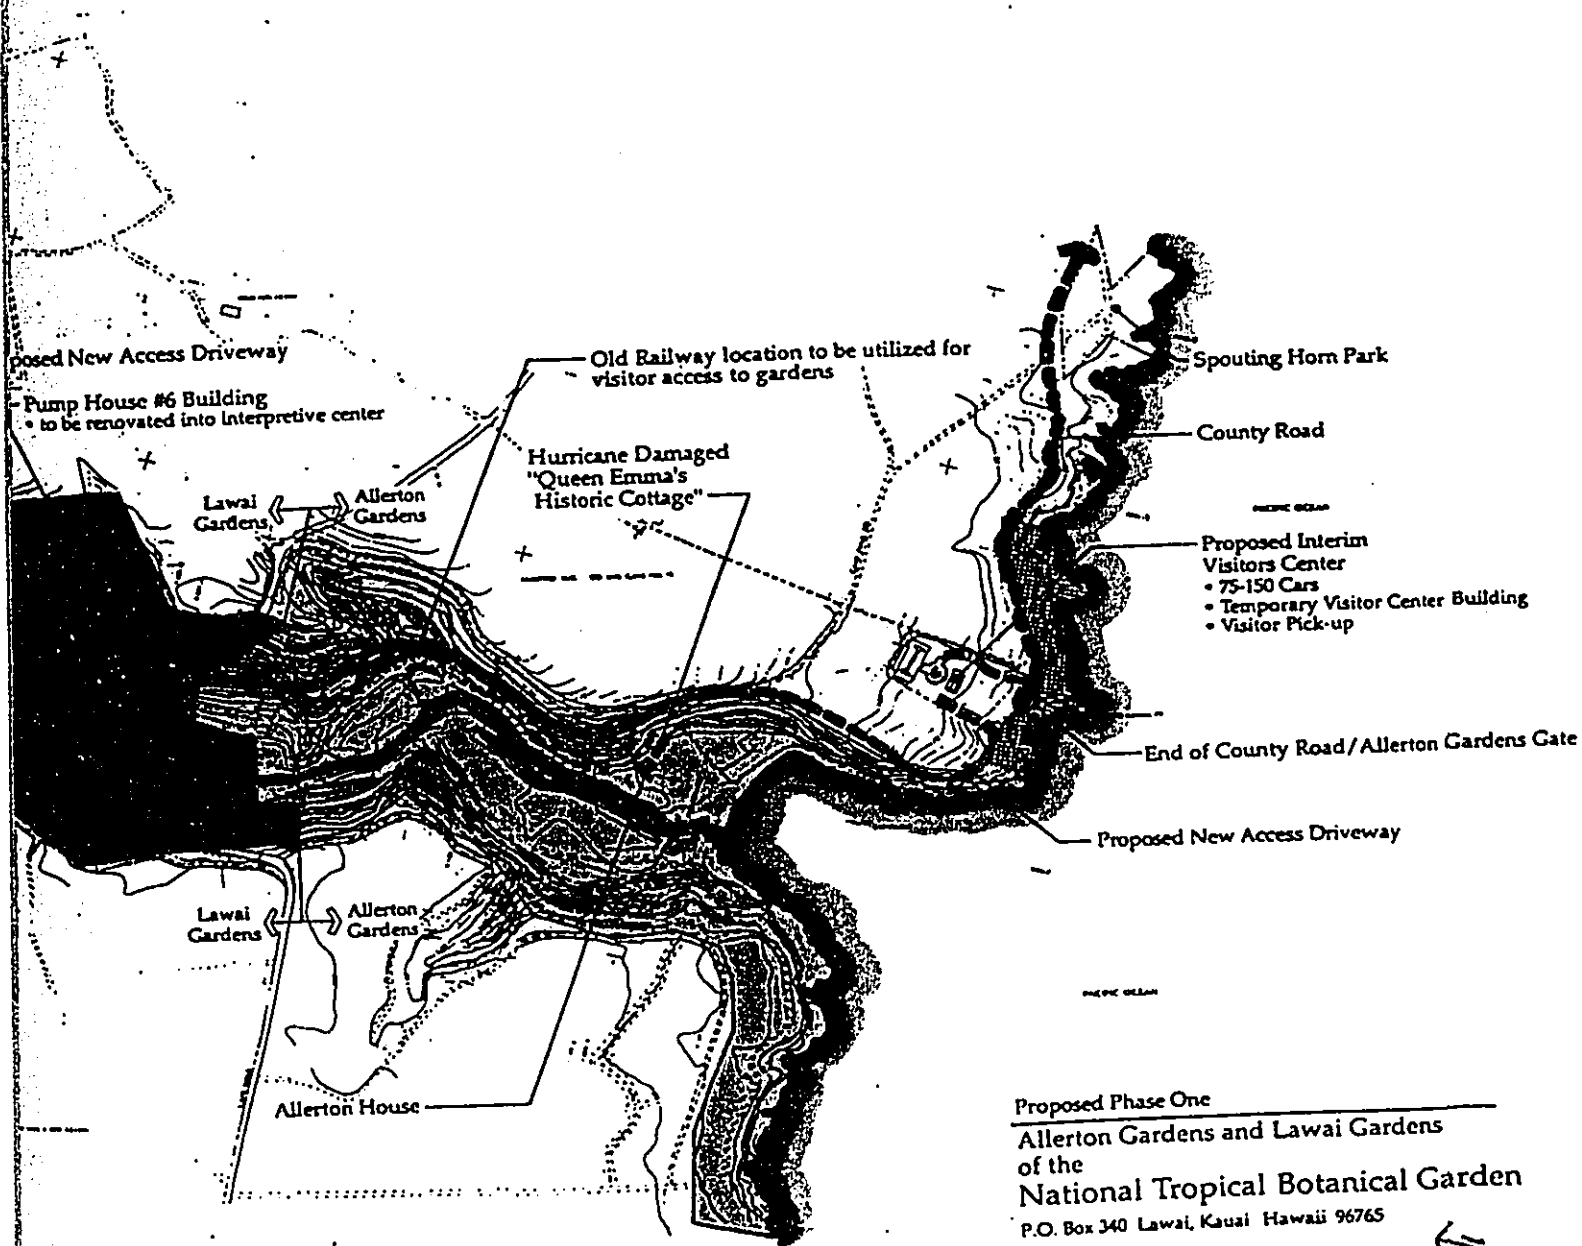 posed New Access Driveway
Pump House #6 Building
• to be renovated into interpretive center
Old Railway location to be utilized for
visitor access to gardens
Spouting Horn Park
County Road
Hurricane Damaged
"Queen Emma's
Historic Cottage"
Lawai
Gardens
Allerton
Gardens
PACIFIC OCEAN
Proposed Interim
Visitors Center
• 75-150 Cars
• Temporary Visitor Center Building
• Visitor Pick-up
End of County Road/Allerton Gardens Gate
Proposed New Access Driveway
Lawai
Gardens
Allerton
Gardens
PACIFIC OCEAN
Allerton House
Proposed Phase One
Allerton Gardens and Lawai Gardens
of the
National Tropical Botanical Garden
P.O. Box 340 Lawai, Kauai Hawaii 96765